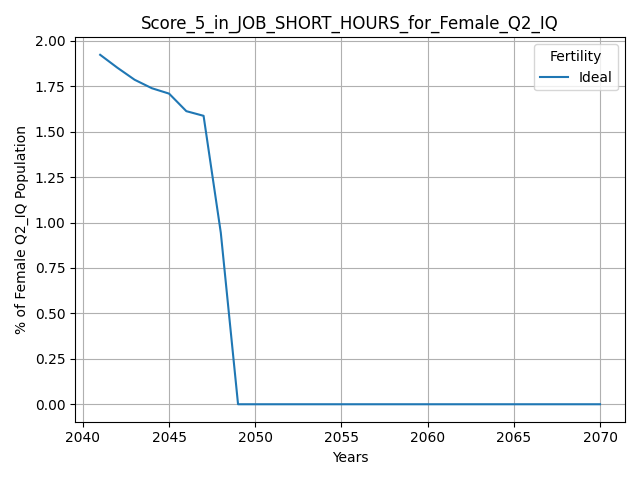 Score_5_in_JOB_SHORT_HOURS_for_Female_Q2_IQ
Fertility
Ideal
% of Female Q2_IQ Population
2.00
1.75
1.50
1.25
1.00
0.75
0.50
0.25
0.00
2040 2045 2050 2055 2060 2065 2070
Years